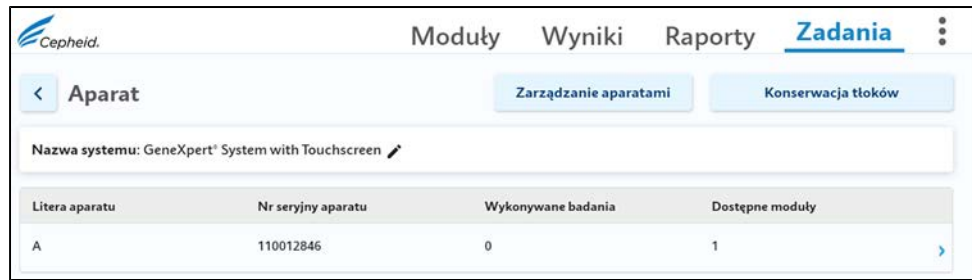 Cepheid. Moduły Wyniki Raporty Zadania
Aparat Zarządzanie aparatami Konserwacja tłoków
Nazwa systemu: GeneXpert® System with Touchscreen
Litera aparatu Nr seryjny aparatu Wykonywane badania Dostępne moduły
A 110012846 0 1